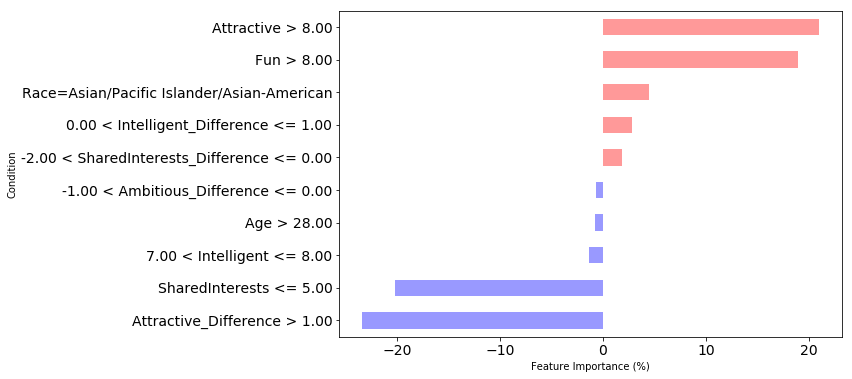 Attractive > 8.00
Fun > 8.00
Race=Asian/Pacific Islander/Asian-American
0.00 < Intelligent_Difference <= 1.00
-2.00 < SharedInterests_Difference <= 0.00
-1.00 < Ambitious_Difference <= 0.00
Age > 28.00
7.00 < Intelligent <= 8.00
SharedInterests <= 5.00
Attractive_Difference > 1.00
Condition
−20 −10 0 10 20
Feature Importance (%)